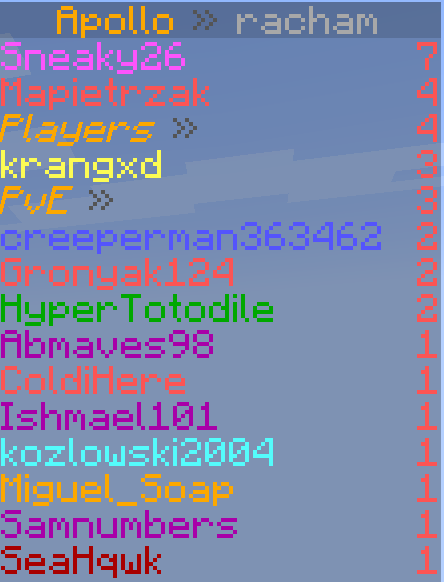 Apollo » racham
Sneaky26 7
Mapietrzak 4
Players » 4
krangxd 3
PvE » 3
creeperman363462 2
Gronyak124 2
HyperTotodile 2
Abmaves98 1
ColdiHere 1
Ishmael101 1
kozlowski2004 1
Miguel_Soap 1
Samnumbers 1
SeaHqwk 1